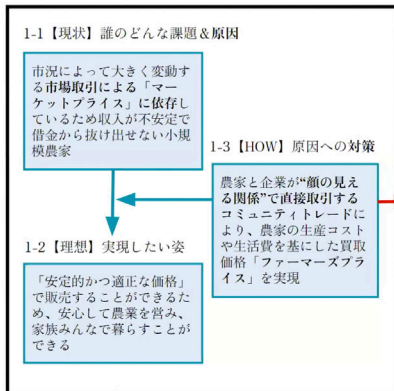 1-1【現状】誰のどんな課題＆原因
市況によって大きく変動す
る市場取引による「マー
ケットプライス」に依存し
ているため収入が不安定で
借金から抜け出せない小規
模農家
1-3【HOW】原因への対策
農家と企業が“顔の見え
る関係”で直接取引する
コミュニティトレードに
より、農家の生産コスト
や生活費を基にした買取
価格「ファーマーズプラ
イス」を実現
1-2【理想】実現したい姿
「安定的かつ適正な価格」
で販売することができるた
め、安心して農業を営み、
家族みんなで暮らすことが
できる